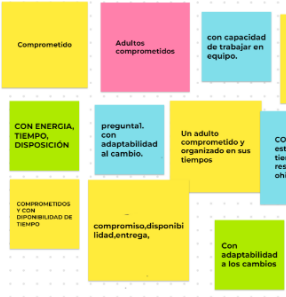 Comprometido
Adultos
comprometidos
con capacidad
de trabajar en
equipo.
CON ENERGIA,
TIEMPO,
DISPOSICIÓN
pregunta1.
con
adaptabilidad
al cambio.
Un adulto
comprometido y
organizado en sus
tiempos
COMPROMETIDOS
Y CON
DIPONIBILIDAD DE
TIEMPO
compromiso,disponibi
lidad,entrega,
Con
adaptabilidad
a los cambios